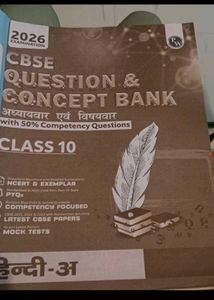 2026
EXAMINATION
CBSE
QUESTION &
CONCEPT BANK
अध्यायवार एवं विषयवार
with 50% Competency Questions
CLASS 10
NCERT & EXEMPLAR
PYQs
COMPETENCY FOCUSED
LATEST CBSE PAPERS
MOCK TESTS
हिन्दी-अ